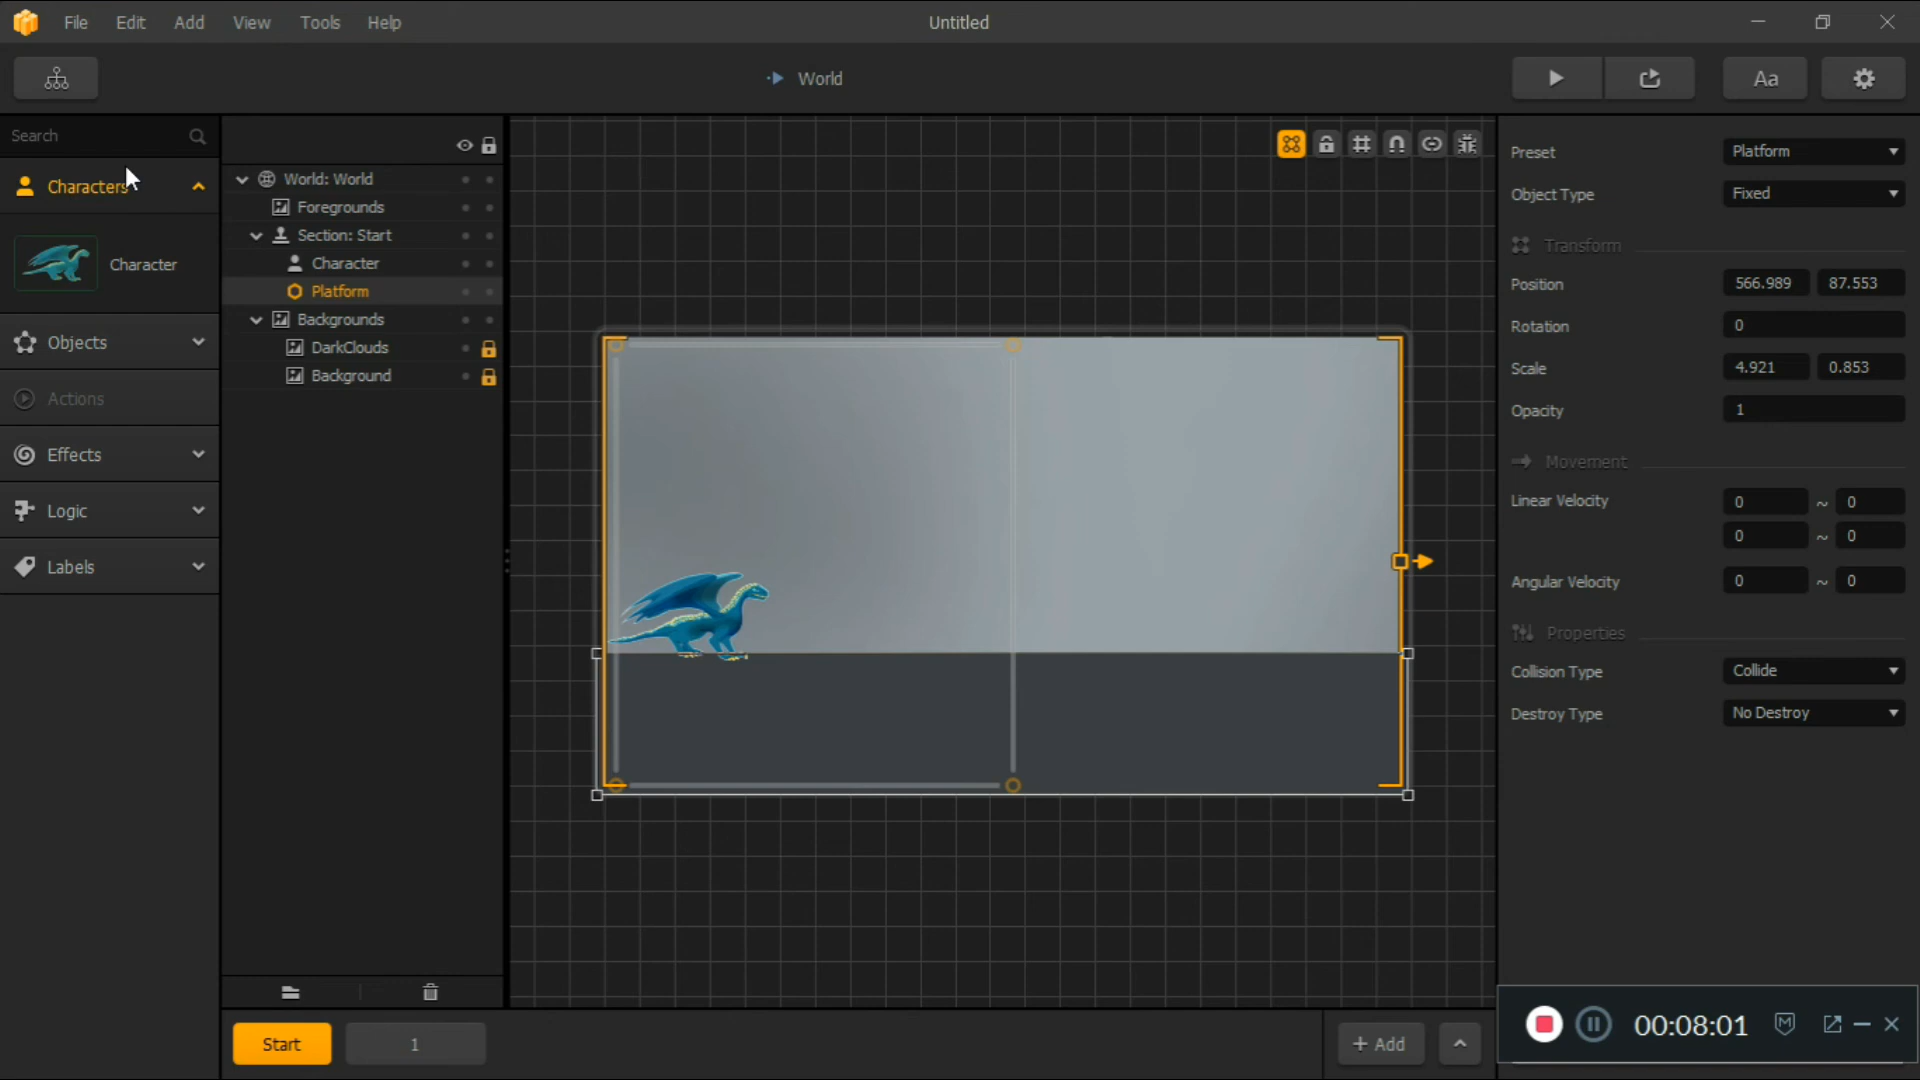 File Edit Add View Tools Help
Untitled
World
Aa
Search
Characters
Character
Objects
Actions
Effects
Logic
Labels
World: World
Foregrounds
Section: Start
Character
Platform
Backgrounds
DarkClouds
Background
Preset Platform
Object Type Fixed
Transform
Position 566.989 87.553
Rotation 0
Scale 4.921 0.853
Opacity 1
Movement
Linear Velocity 0 ~ 0
0 ~ 0
Angular Velocity 0 ~ 0
Properties
Collision Type Collide
Destroy Type No Destroy
Start 1
+ Add
00:08:01